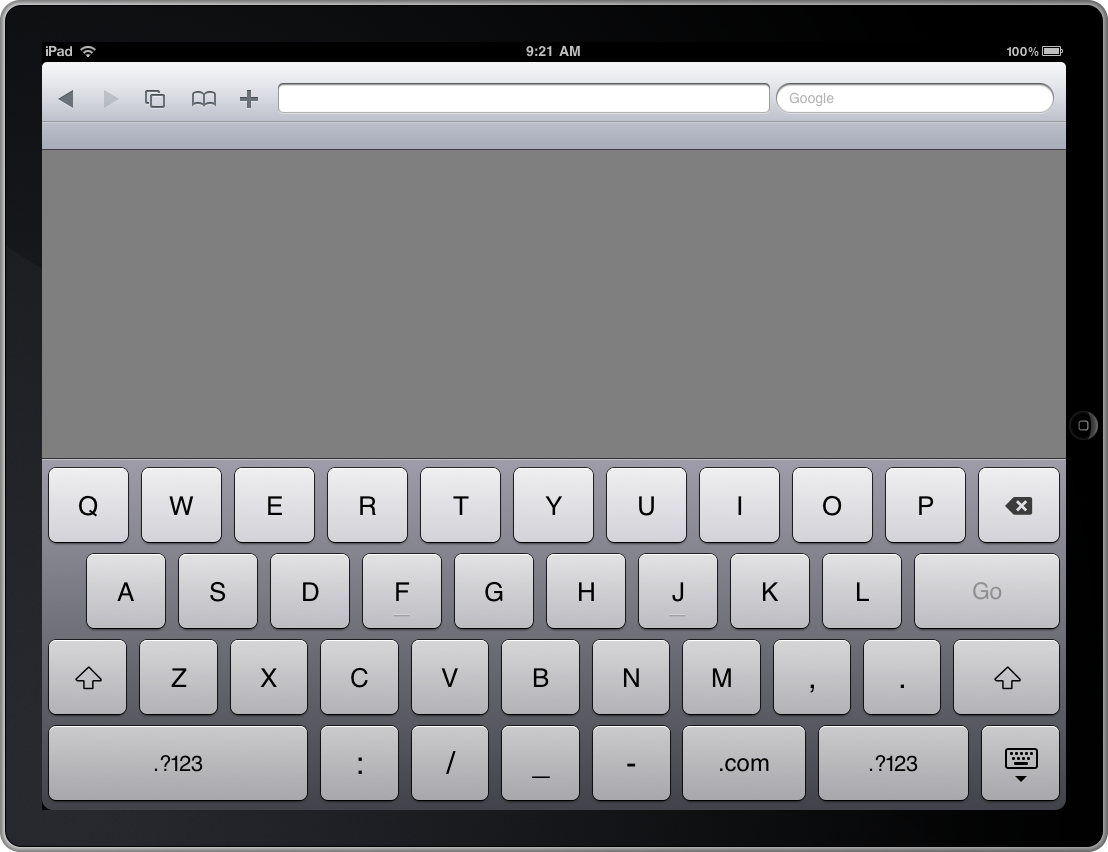 iPad 9:21 AM 100%
Google
Q W E R T Y U I O P
A S D F G H J K L Go
Z X C V B N M , .
.?123 : / _ - .com .?123